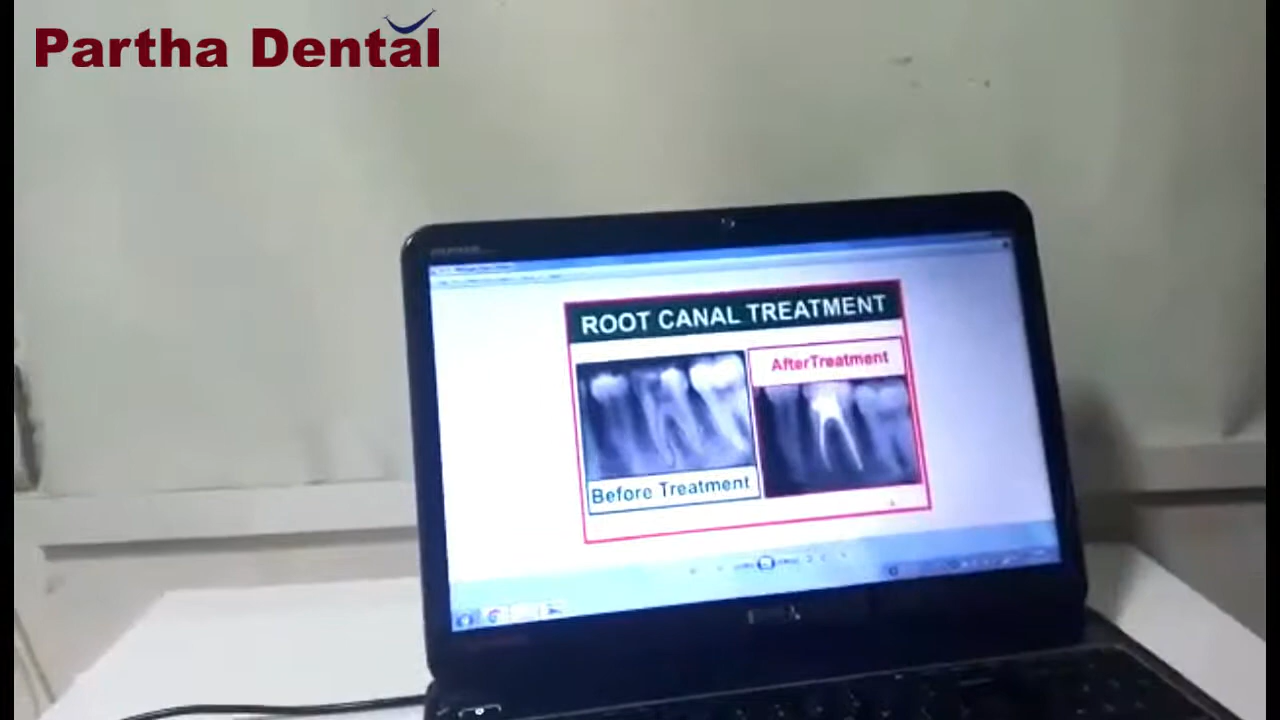 Partha Dental
ROOT CANAL TREATMENT
AfterTreatment
Before Treatment